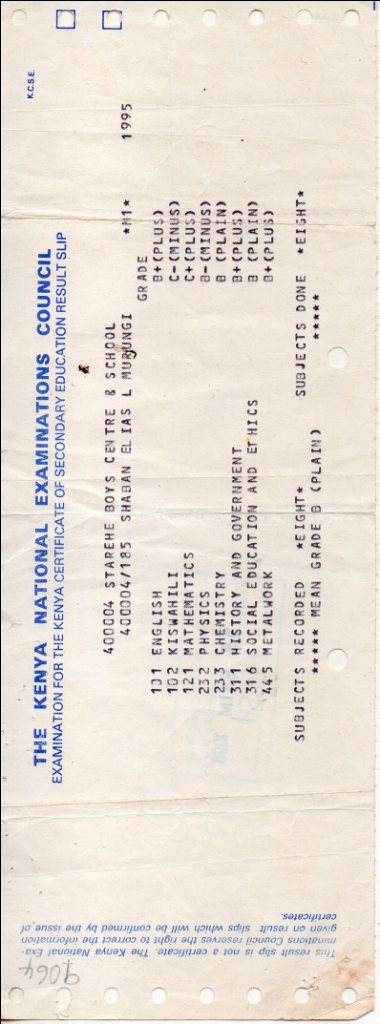 K.C.S.E.
THE KENYA NATIONAL EXAMINATIONS COUNCIL
EXAMINATION FOR THE KENYA CERTIFICATE OF SECONDARY EDUCATION RESULT SLIP
400004 STAREHE BOYS CENTRE & SCHOOL
400004/185 SHABAN ELIAS L MURUNGI *M1* 1995
GRADE
101 ENGLISH B+(PLUS)
102 KISWAHILI C-(MINUS)
121 MATHEMATICS C+(PLUS)
232 PHYSICS B-(MINUS)
233 CHEMISTRY B (PLAIN)
311 HISTORY AND GOVERNMENT B+(PLUS)
316 SOCIAL EDUCATION AND ETHICS B (PLAIN)
445 METALWORK B+(PLUS)
SUBJECTS RECORDED *EIGHT* SUBJECTS DONE *EIGHT*
***** MEAN GRADE B (PLAIN) *****
This result slip is not a certificate. The Kenya National Exa-
minations Council reserves the right to correct the information
given on result slips which will be confirmed by the issue of
certificates.
9064